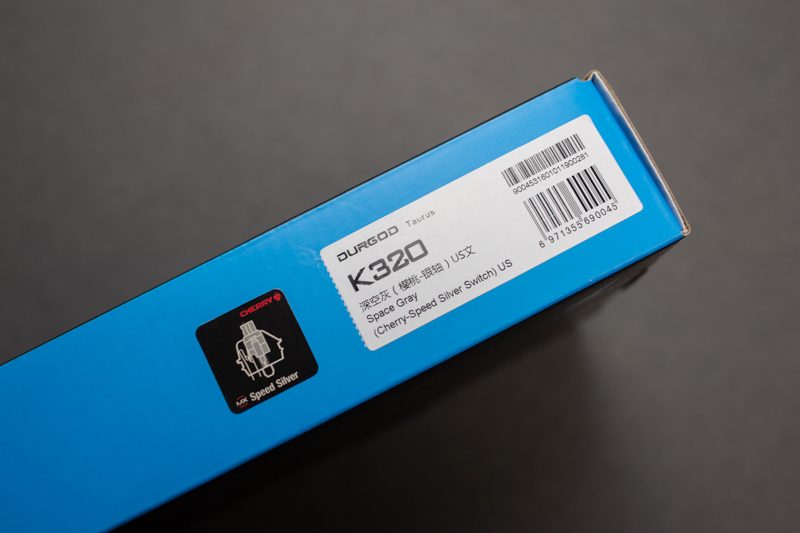 DURGOD Taurus
K320
深空灰（樱桃-银轴）US文
Space Gray
(Cherry-Speed Silver Switch) US
9004531601011900281
6 971355 690045
CHERRY
MX Speed Silver